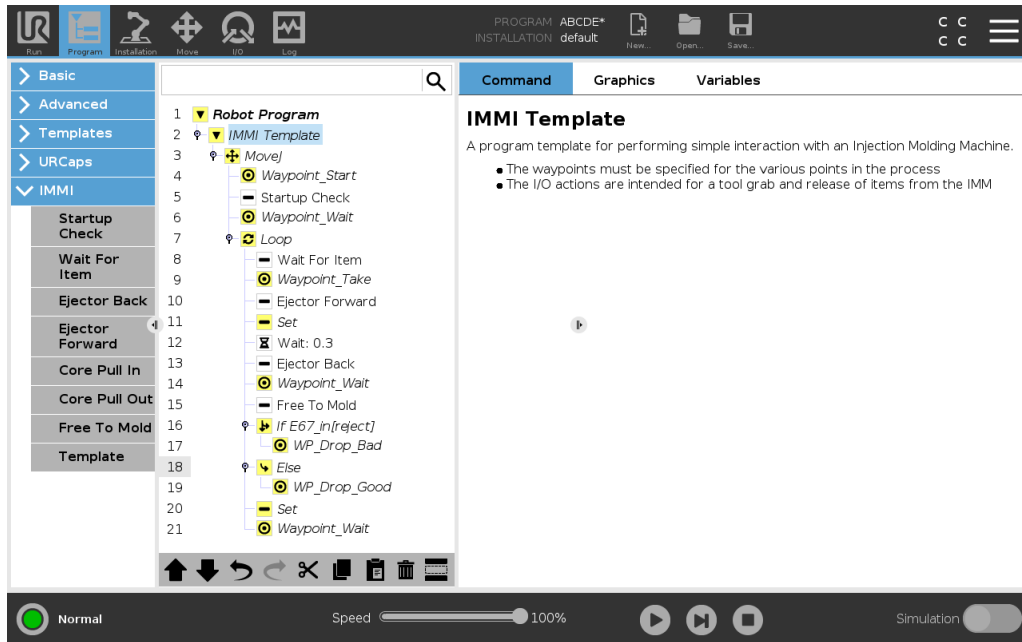 PROGRAM ABCDE*
INSTALLATION default
Run
Program
Installation
Move
I/O
Log
New...
Open...
Save...
C C
C C
Basic
Advanced
Templates
URCaps
IMMI
Startup
Check
Wait For
Item
Ejector Back
Ejector
Forward
Core Pull In
Core Pull Out
Free To Mold
Template
1 Robot Program
2 IMMI Template
3 MoveJ
4 Waypoint_Start
5 Startup Check
6 Waypoint_Wait
7 Loop
8 Wait For Item
9 Waypoint_Take
10 Ejector Forward
11 Set
12 Wait: 0.3
13 Ejector Back
14 Waypoint_Wait
15 Free To Mold
16 If E67_in[reject]
17 WP_Drop_Bad
18 Else
19 WP_Drop_Good
20 Set
21 Waypoint_Wait
Command
Graphics
Variables
IMMI Template
A program template for performing simple interaction with an Injection Molding Machine.
The waypoints must be specified for the various points in the process
The I/O actions are intended for a tool grab and release of items from the IMM
Normal
Speed
100%
Simulation